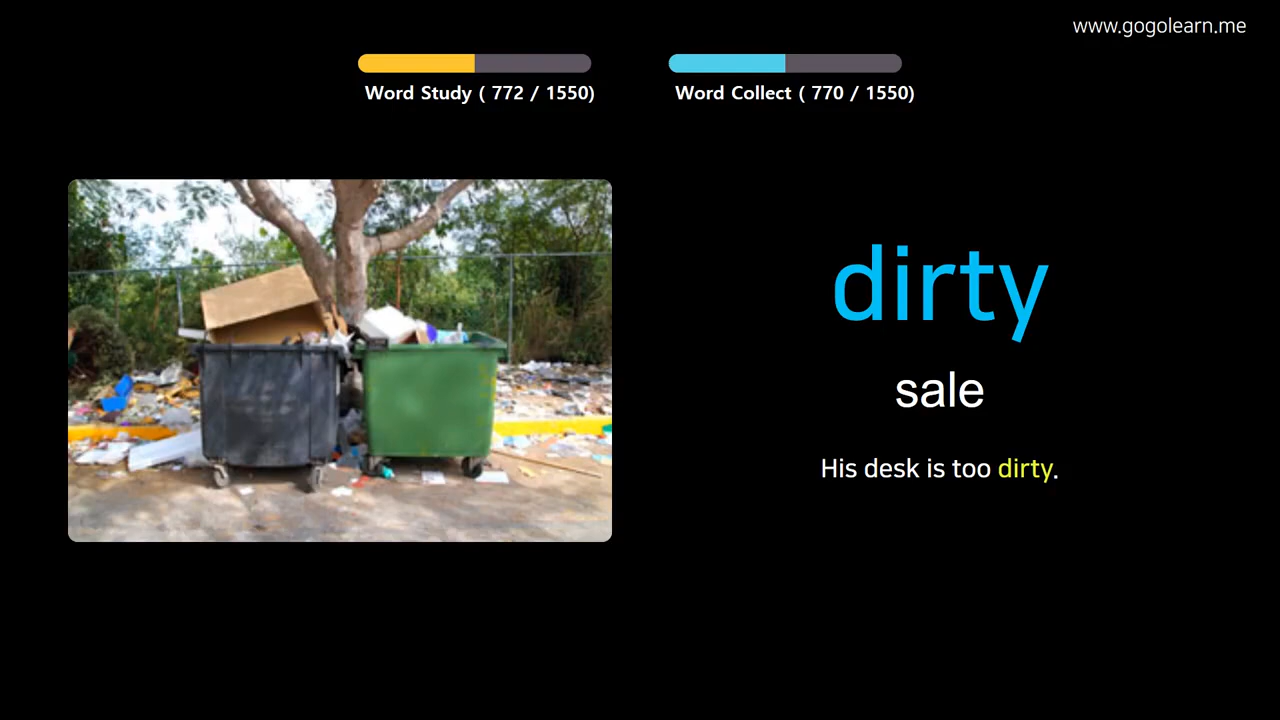 www.gogolearn.me
Word Study ( 772 / 1550)
Word Collect ( 770 / 1550)
dirty
sale
His desk is too dirty.